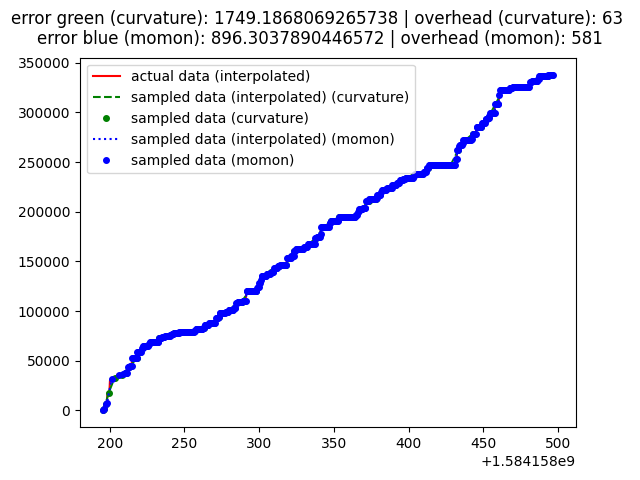 error green (curvature): 1749.1868069265738 | overhead (curvature): 63
error blue (momon): 896.3037890446572 | overhead (momon): 581
350000
300000
250000
200000
150000
100000
50000
0
actual data (interpolated)
sampled data (interpolated) (curvature)
sampled data (curvature)
sampled data (interpolated) (momon)
sampled data (momon)
200 250 300 350 400 450 500
+1.584158e9